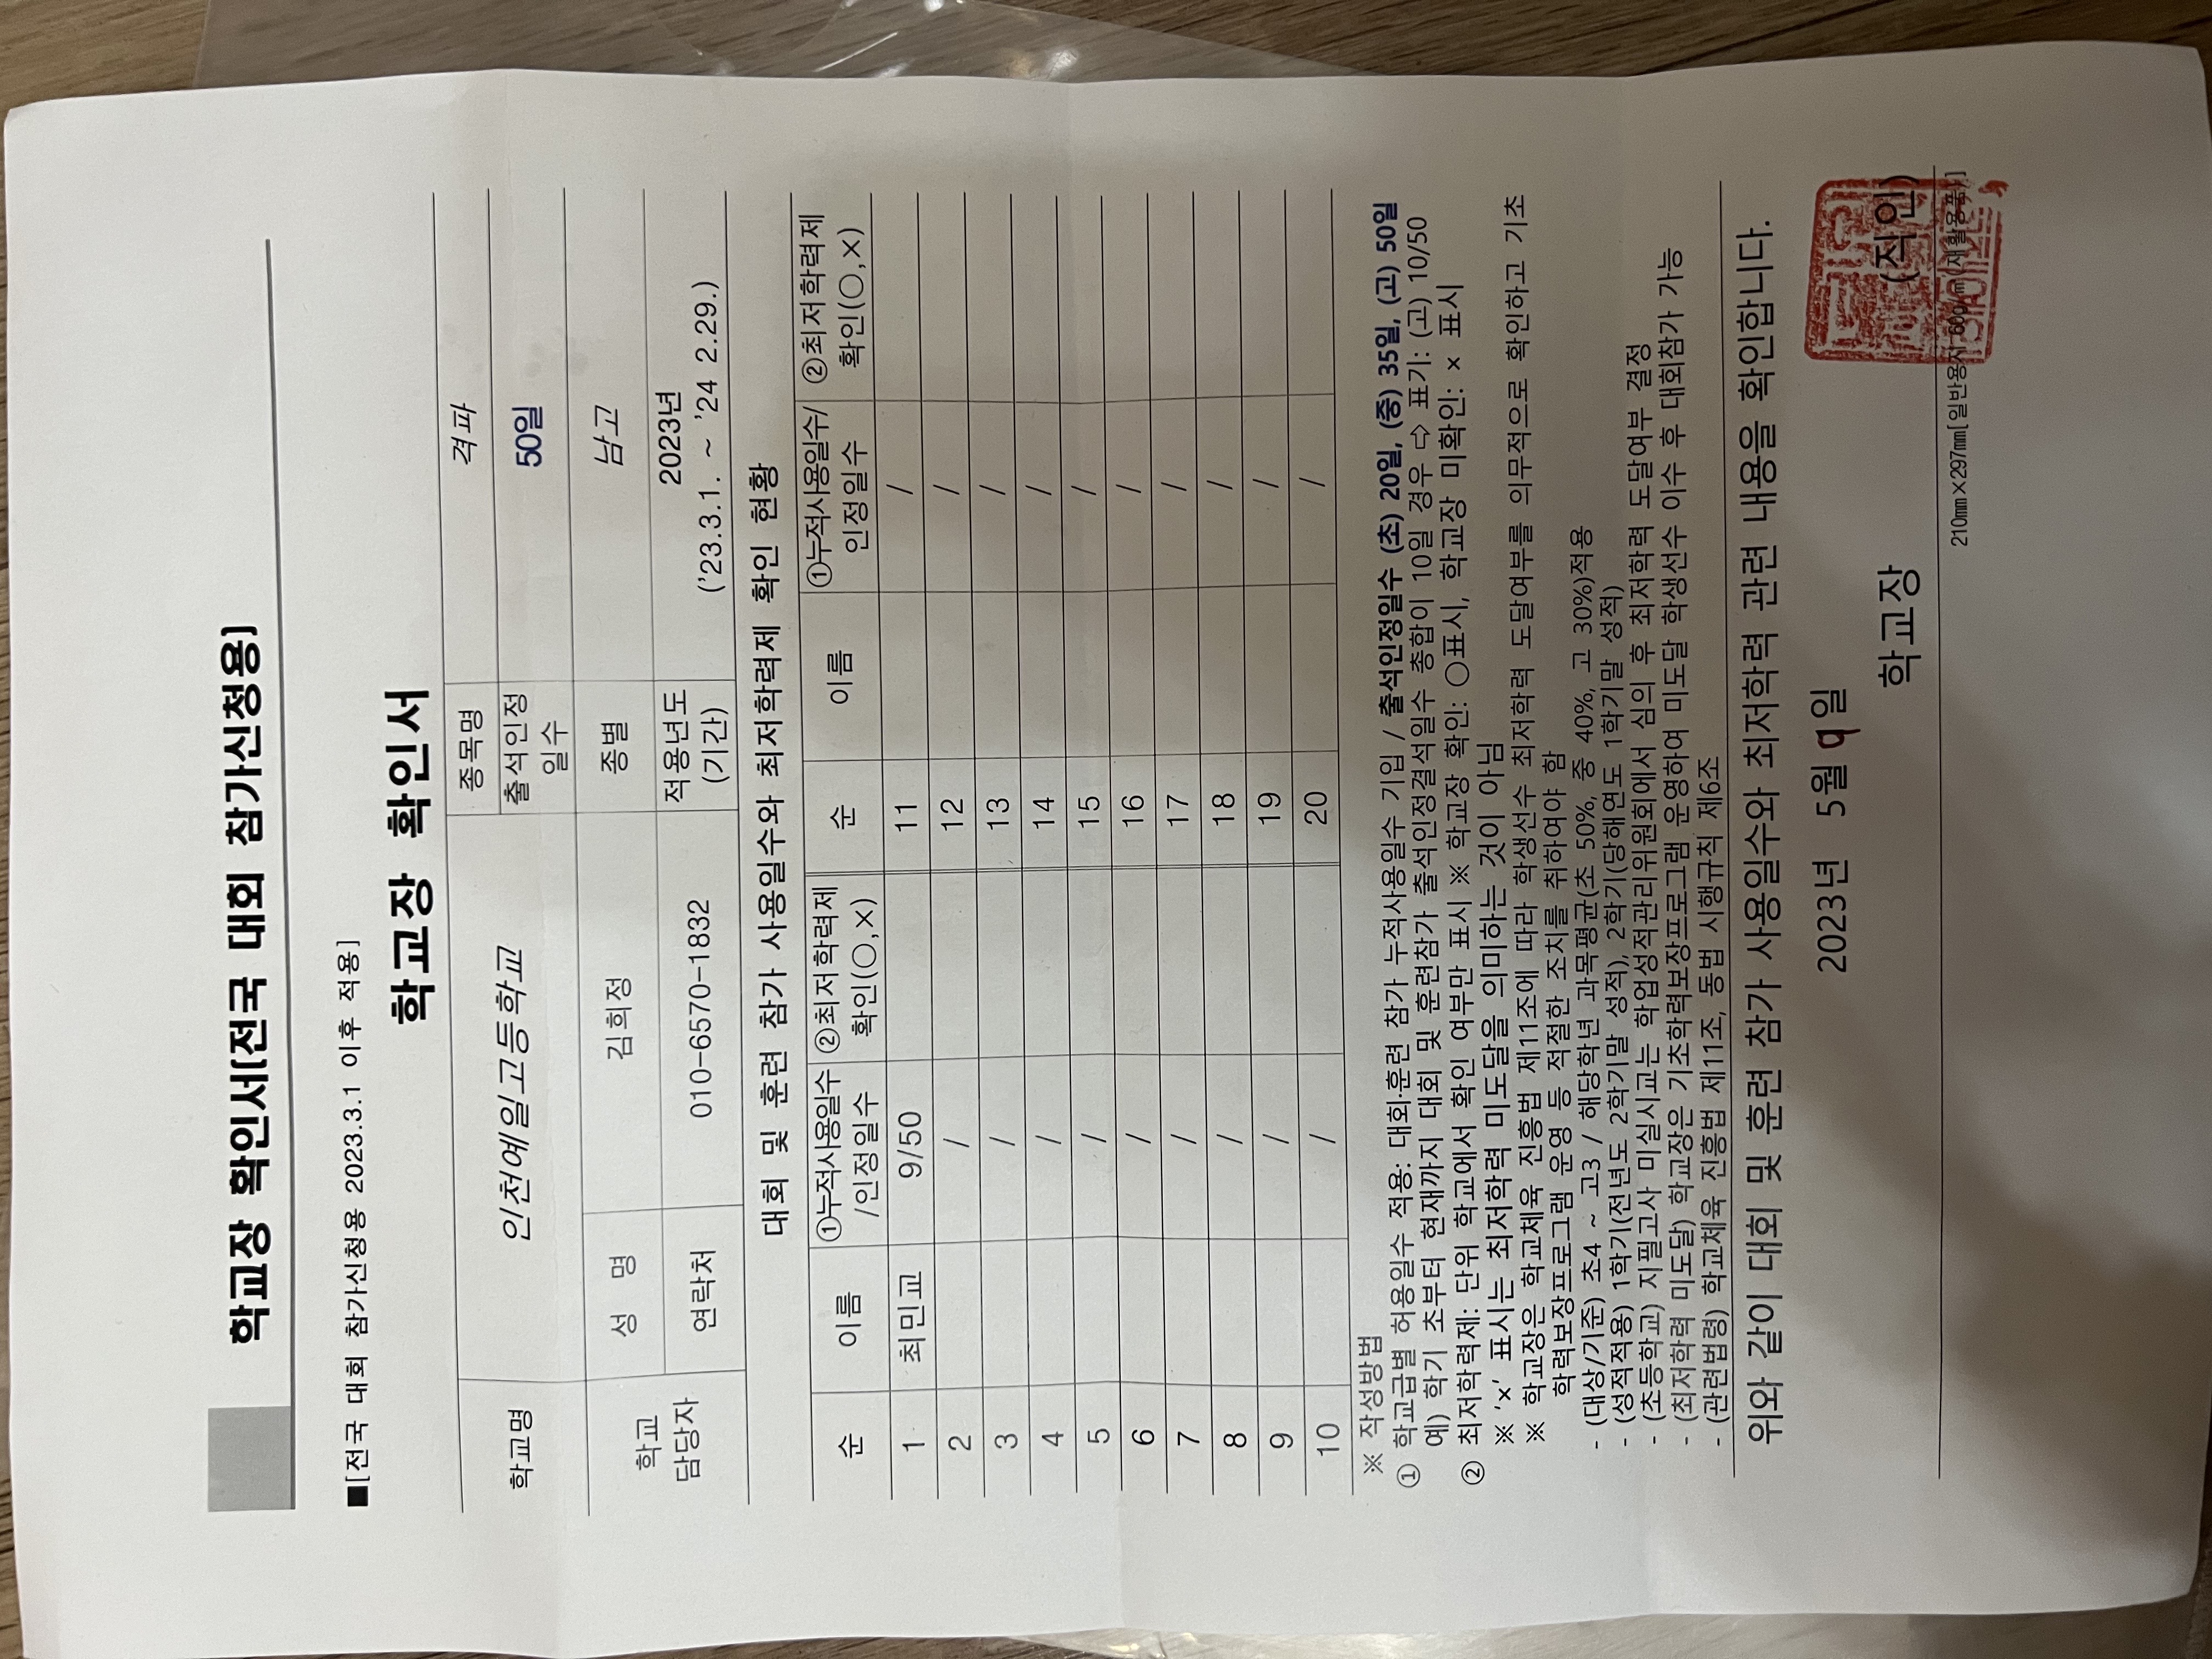 학교장 확인서(전국 대회 참가신청용)
■[전국 대회 참가신청용 2023.3.1 이후 적용]
학교장 확인서
학교명 인천예일고등학교 종목명 격파
출석인정 일수 50일
학교 담당자 성 명 김희정 종별 남고
연락처 010-6570-1832 적용년도 (기간) 2023년 ('23.3.1. ~ '24 2.29.)
대회 및 훈련 참가 사용일수와 최저학력제 확인 현황
순 이름 ①누적사용일수 /인정일수 ②최저학력제 확인(○,×) 순 이름 ①누적사용일수/ 인정일수 ②최저학력제 확인(○,×)
1 최민교 9/50 11 /
2 / 12 /
3 / 13 /
4 / 14 /
5 / 15 /
6 / 16 /
7 / 17 /
8 / 18 /
9 / 19 /
10 / 20 /
※ 작성방법
① 학교급별 허용일수 적용: 대회·훈련 참가 누적사용일수 기입 / 출석인정일수 (초) 20일, (중) 35일, (고) 50일
예) 학기 초부터 현재까지 대회 및 훈련참가 출석인정결석일수 총합이 10일 경우 ⇨ 표기: (고) 10/50
② 최저학력제: 단위 학교에서 확인 여부만 표시 ※ 학교장 확인: ○표시, 학교장 미확인: × 표시
※ '×' 표시는 최저학력 미도달을 의미하는 것이 아님
※ 학교장은 학교체육 진흥법 제11조에 따라 학생선수 최저학력 도달여부를 의무적으로 확인하고 기초
학력보장프로그램 운영 등 적절한 조치를 취하여야 함
- (대상/기준) 초4 ~ 고3 / 해당학년 과목평균(초 50%, 중 40%, 고 30%)적용
- (성적적용) 1학기(전년도 2학기말 성적), 2학기(당해연도 1학기말 성적)
- (초등학교) 지필고사 미실시교는 학업성적관리위원회에서 심의 후 최저학력 도달여부 결정
- (최저학력 미도달) 학교장은 기초학력보장프로그램 운영하여 미도달 학생선수 이수 후 대회참가 가능
- (관련법령) 학교체육 진흥법 제11조, 동법 시행규칙 제6조
위와 같이 대회 및 훈련 참가 사용일수와 최저학력 관련 내용을 확인합니다.
2023년 5월 9일
학교장 (직인)
210㎜×297㎜[일반용지 60g/㎡(재활용품)]